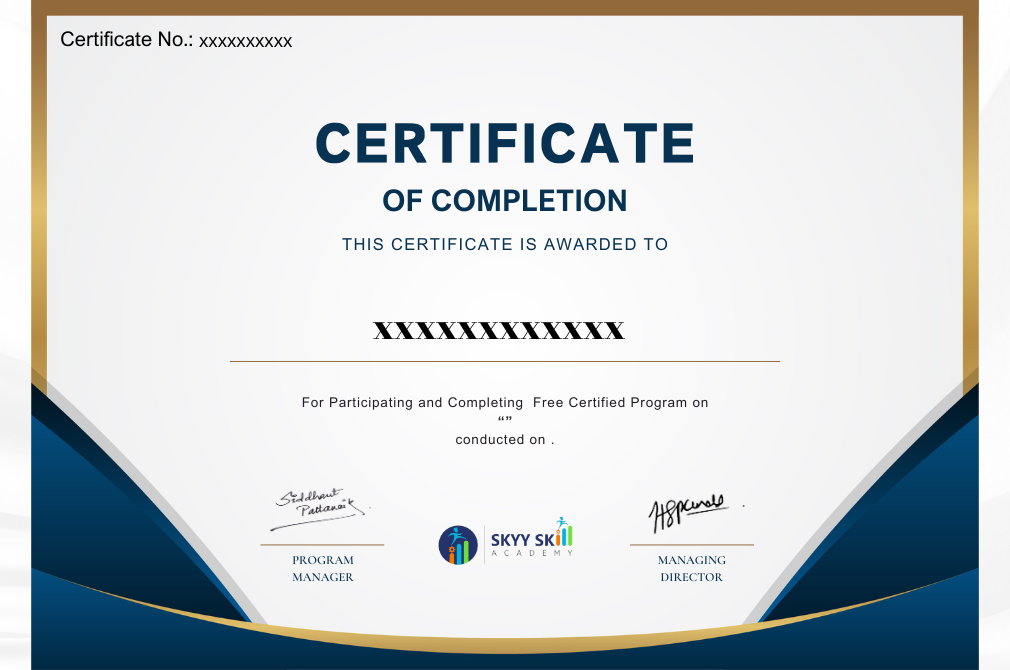 Certificate No.: xxxxxxxxxx
CERTIFICATE
OF COMPLETION
THIS CERTIFICATE IS AWARDED TO
XXXXXXXXXXXX
For Participating and Completing  Free Certified Program on
“”
conducted on .
Siddhant
Pattanaik
SKYY SKill
ACADEMY
PROGRAM
MANAGER
MANAGING
DIRECTOR